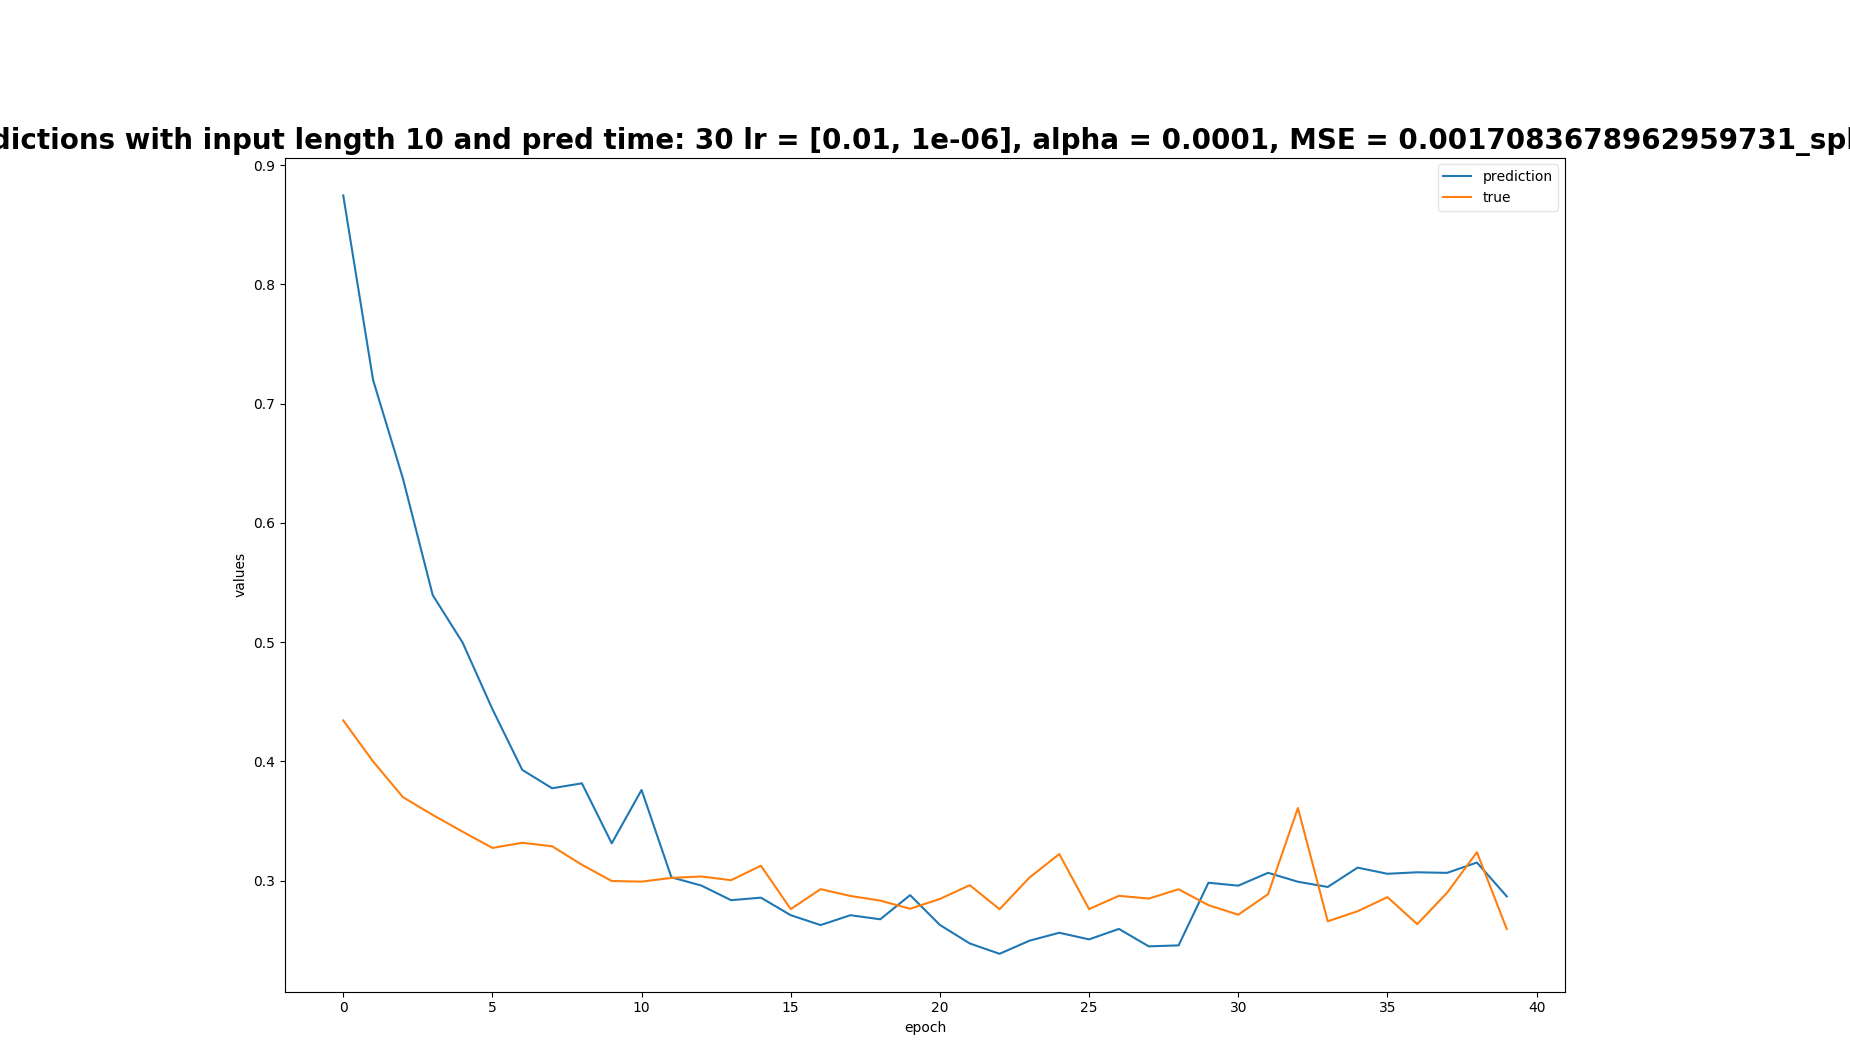 dictions with input length 10 and pred time: 30 lr = [0.01, 1e-06], alpha = 0.0001, MSE = 0.0017083678962959731_spl
0.9
prediction
true
0.8
0.7
0.6
values
0.5
0.4
0.3
0 5 10 15 20 25 30 35 40
epoch